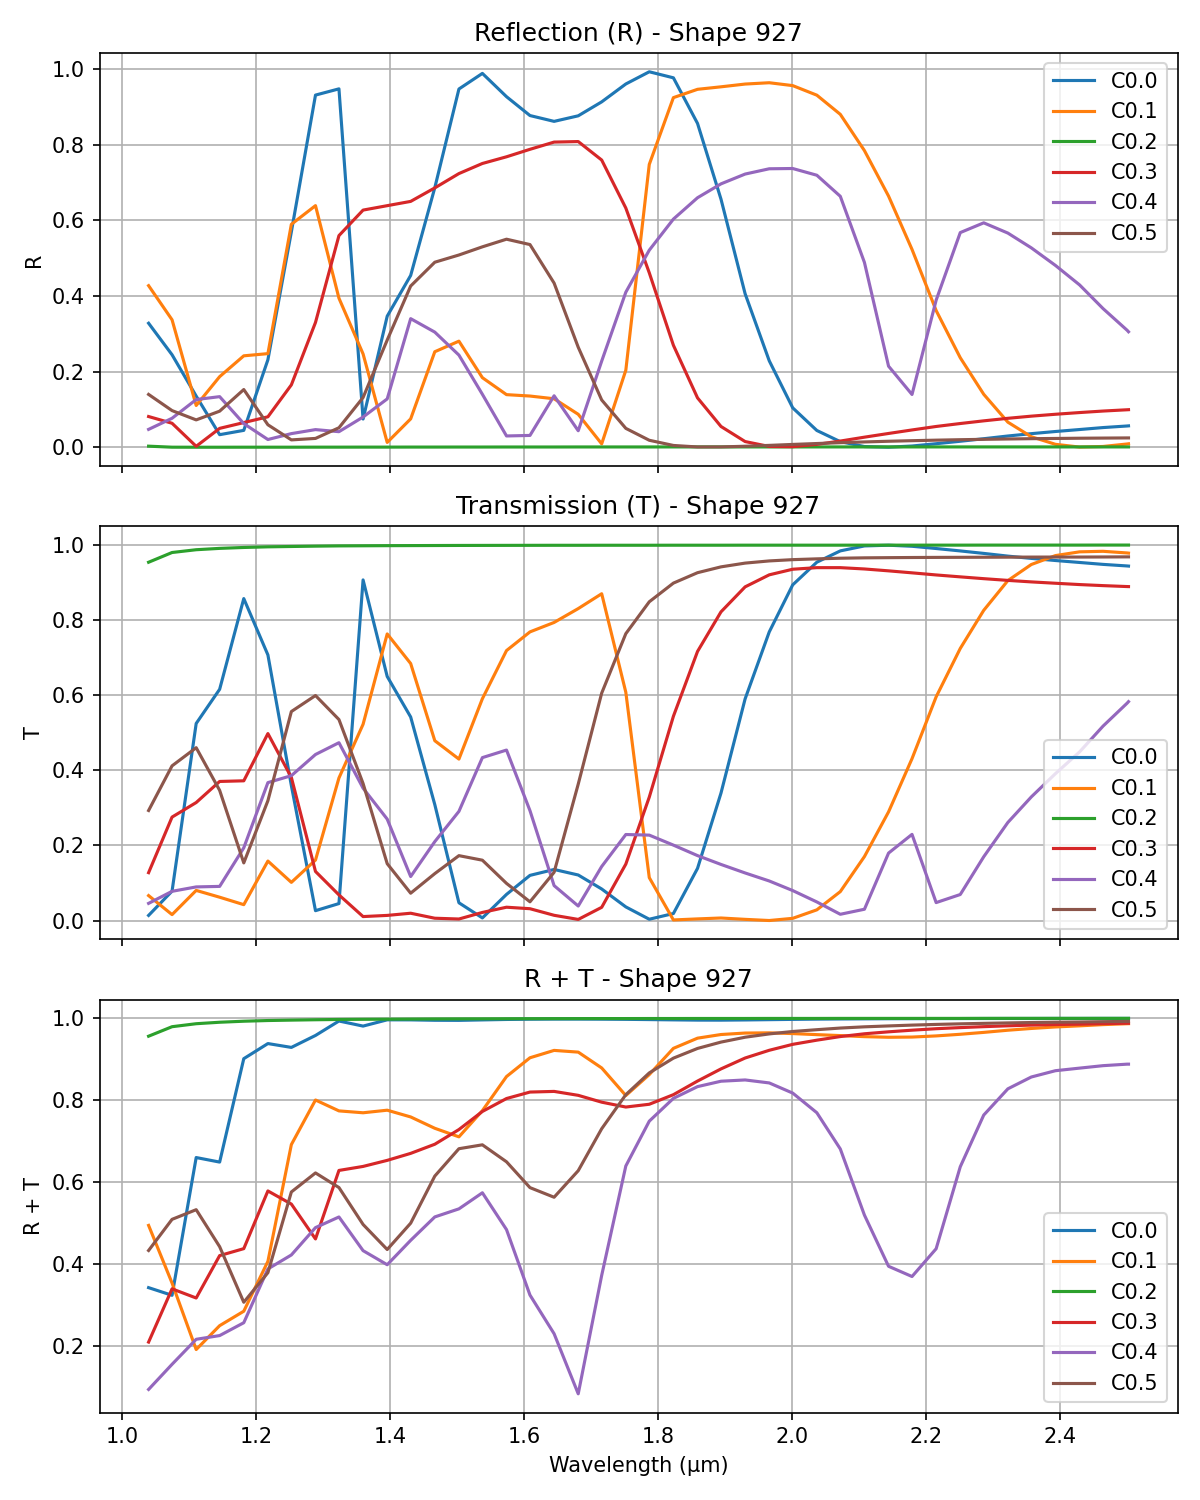 Reflection (R) - Shape 927
1.0
0.8
0.6
0.4
0.2
0.0
R
C0.0
C0.1
C0.2
C0.3
C0.4
C0.5
Transmission (T) - Shape 927
1.0
0.8
0.6
0.4
0.2
0.0
T
C0.0
C0.1
C0.2
C0.3
C0.4
C0.5
R + T - Shape 927
1.0
0.8
0.6
0.4
0.2
R + T
C0.0
C0.1
C0.2
C0.3
C0.4
C0.5
1.0 1.2 1.4 1.6 1.8 2.0 2.2 2.4
Wavelength (μm)